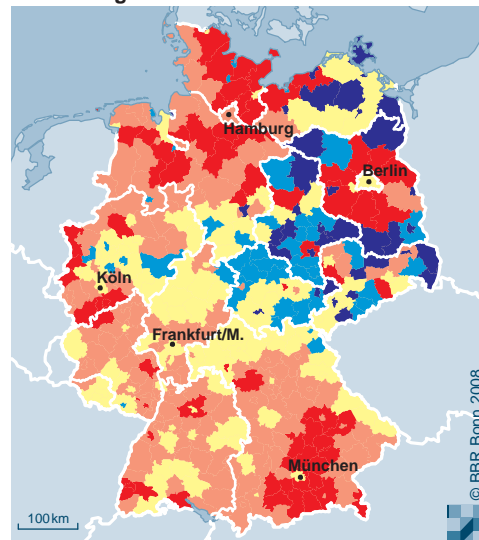 Hamburg
Berlin
Köln
Frankfurt/M.
München
100 km
© BBR Bonn 2008